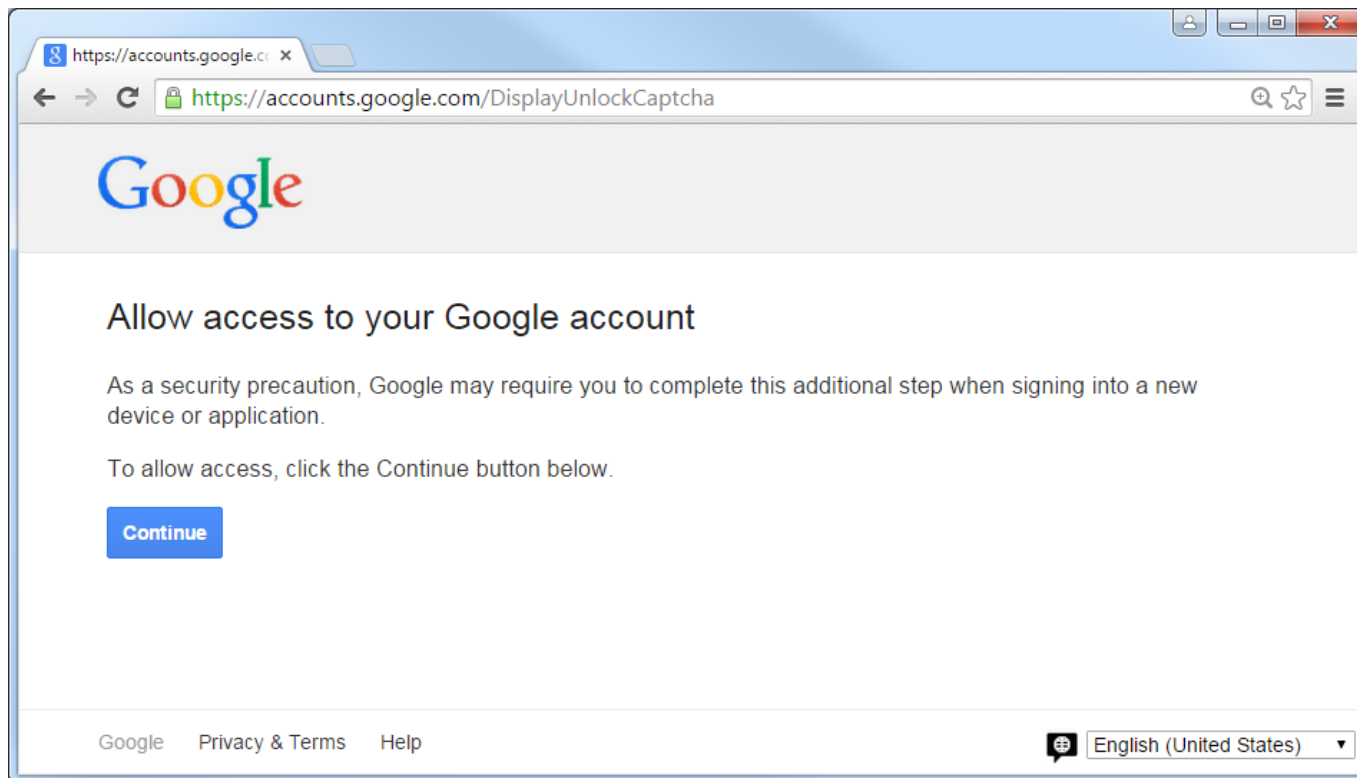 https://accounts.google.cc
https://accounts.google.com/DisplayUnlockCaptcha
Google
Allow access to your Google account
As a security precaution, Google may require you to complete this additional step when signing into a new
device or application.
To allow access, click the Continue button below.
Continue
Google Privacy & Terms Help English (United States)